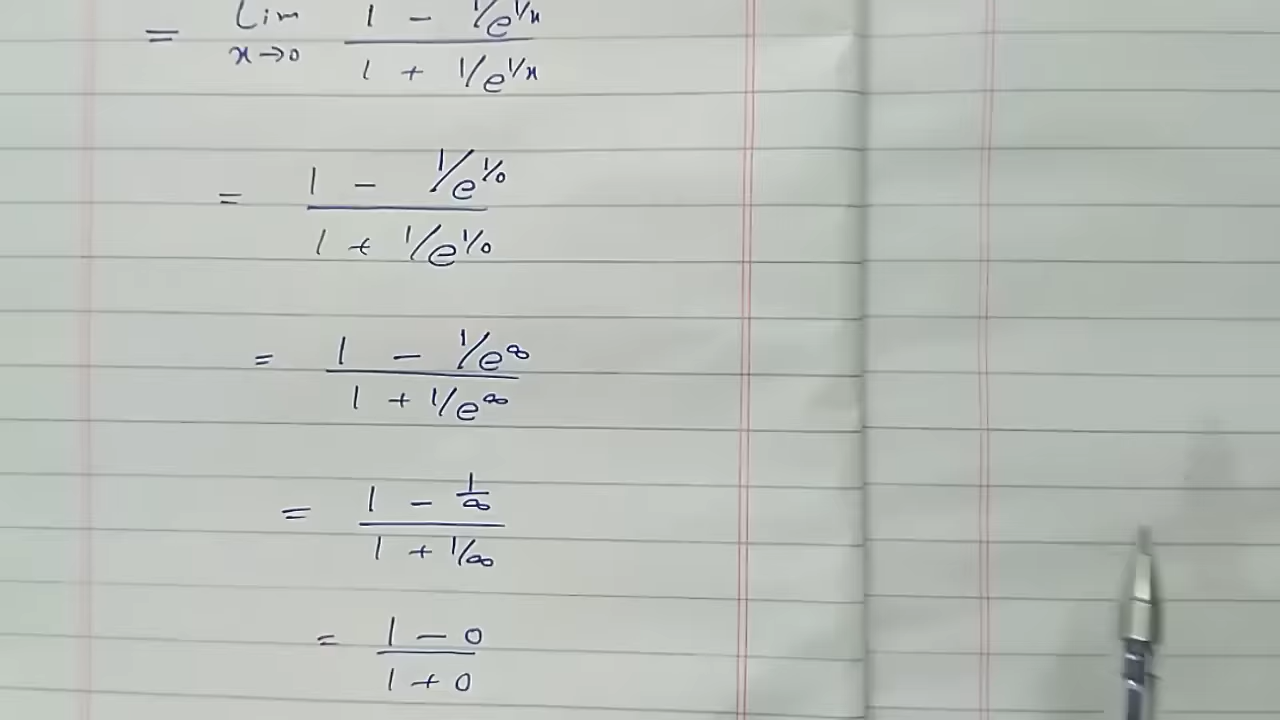 = Lim x→0 (1 - 1/e^{1/x}) / (1 + 1/e^{1/x})
= (1 - 1/e^{1/0}) / (1 + 1/e^{1/0})
= (1 - 1/e^∞) / (1 + 1/e^∞)
= (1 - 1/∞) / (1 + 1/∞)
= (1 - 0) / (1 + 0)